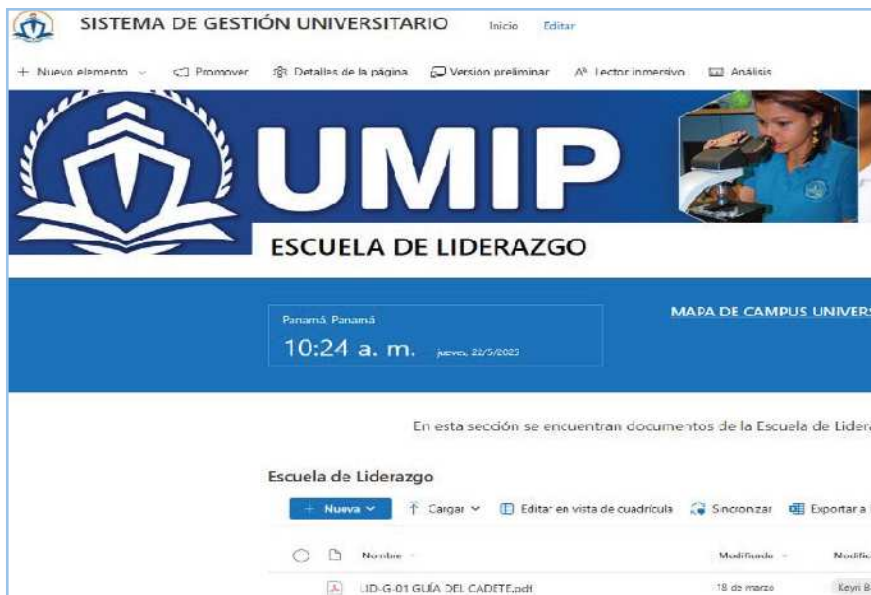 SISTEMA DE GESTIÓN UNIVERSITARIO Inicio Editar
+ Nuevo elemento Promover Detalles de la página Versión preliminar Lector inmersivo Análisis
UMIP
ESCUELA DE LIDERAZGO
Panamá, Panamá
MAPA DE CAMPUS UNIVERS
10:24 a. m. jueves, 22/5/2025
En esta sección se encuentran documentos de la Escuela de Lidera
Escuela de Liderazgo
+ Nueva Cargar Editar en vista de cuadrícula Sincronizar Exportar a
Nombre Modificado Modific
LID-G-01 GUÍA DEL CADETE.pdf 18 de marzo Keyri B